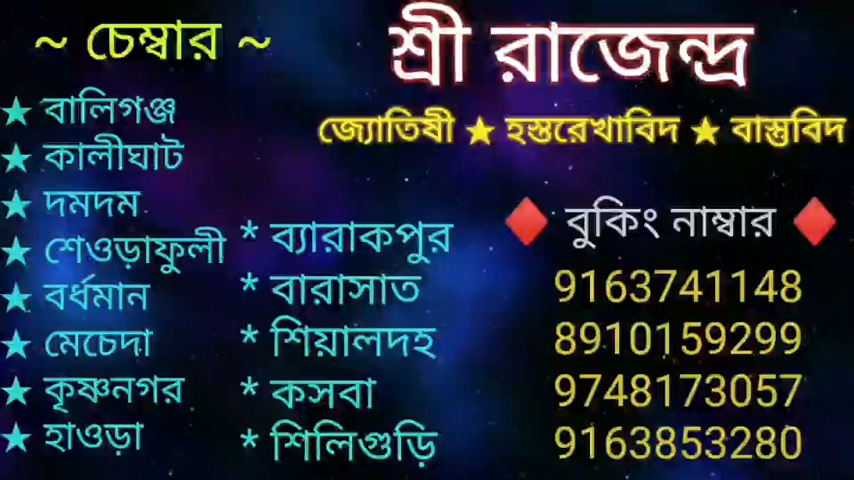 ~ চেম্বার ~
★ বালিগঞ্জ
★ কালীঘাট
★ দমদম
★ শেওড়াফুলী
★ বর্ধমান
★ মেচেদা
★ কৃষ্ণনগর
★ হাওড়া
* ব্যারাকপুর
* বারাসাত
* শিয়ালদহ
* কসবা
* শিলিগুড়ি
শ্রী রাজেন্দ্র
জ্যোতিষী ★ হস্তরেখাবিদ ★ বাস্তুবিদ
♦ বুকিং নাম্বার ♦
9163741148
8910159299
9748173057
9163853280